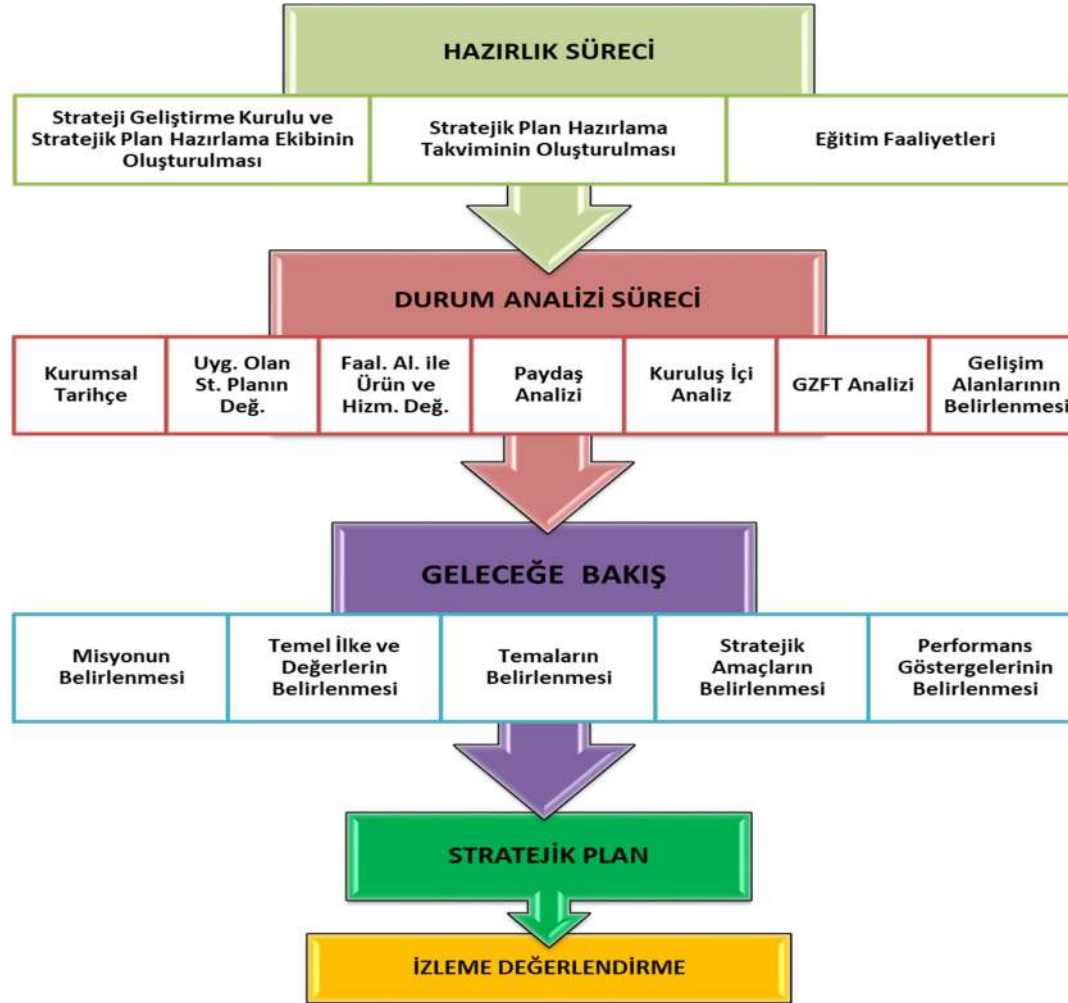 HAZIRLIK SÜRECİ
Strateji Geliştirme Kurulu ve
Stratejik Plan Hazırlama Ekibinin
Oluşturulması
Stratejik Plan Hazırlama
Takviminin Oluşturulması
Eğitim Faaliyetleri
DURUM ANALİZİ SÜRECİ
Kurumsal
Tarihçe
Uyg. Olan
St. Planın
Değ.
Faal. Al. ile
Ürün ve
Hizm. Değ.
Paydaş
Analizi
Kuruluş İçi
Analiz
GZFT Analizi
Gelişim
Alanlarının
Belirlenmesi
GELECEĞE BAKIŞ
Misyonun
Belirlenmesi
Temel İlke ve
Değerlerin
Belirlenmesi
Temaların
Belirlenmesi
Stratejik
Amaçların
Belirlenmesi
Performans
Göstergelerinin
Belirlenmesi
STRATEJİK PLAN
İZLEME DEĞERLENDİRME